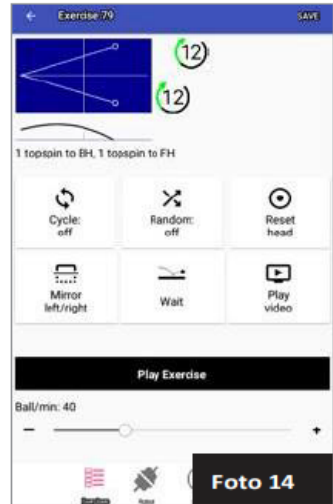 Exercise 79 SAVE
12
12
1 topspin to BH, 1 topspin to FH
Cycle: off
Random: off
Reset head
Mirror left/right
Wait
Play video
Play Exercise
Ball/min: 40
- +
Foto 14